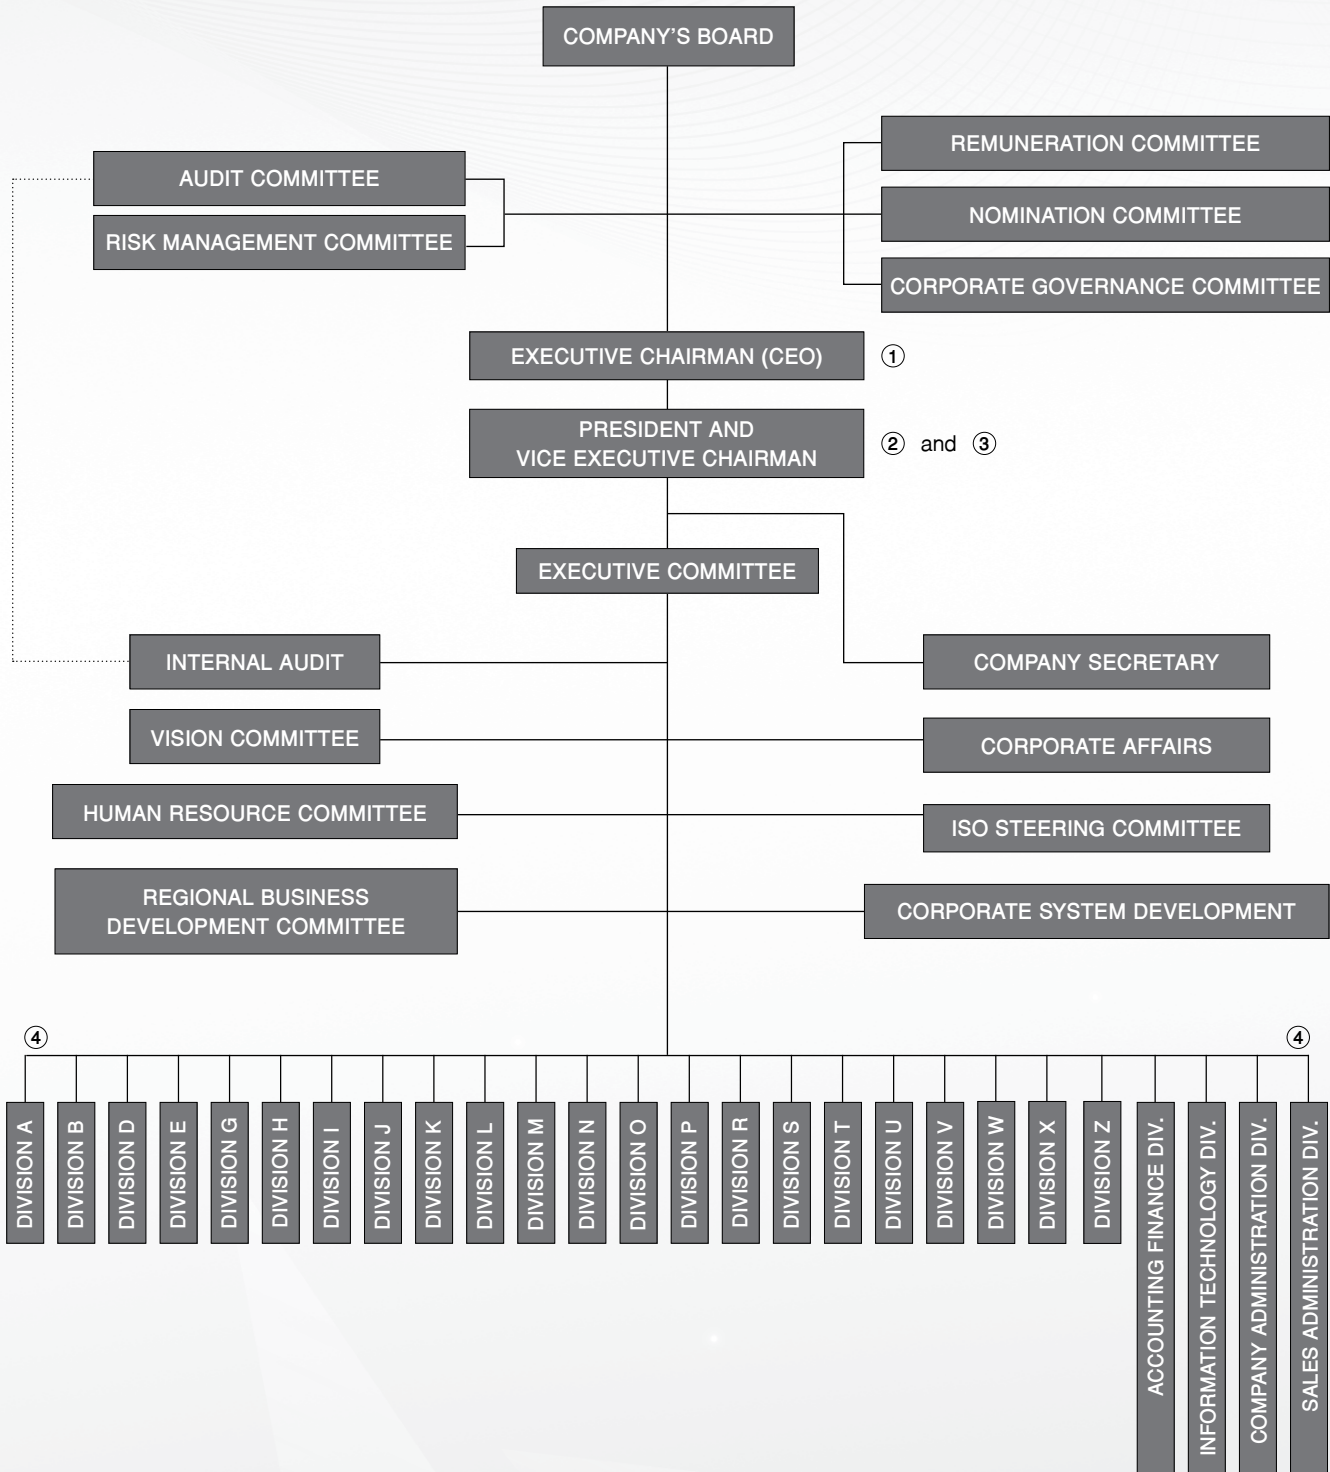 COMPANY'S BOARD
AUDIT COMMITTEE
RISK MANAGEMENT COMMITTEE
REMUNERATION COMMITTEE
NOMINATION COMMITTEE
CORPORATE GOVERNANCE COMMITTEE
EXECUTIVE CHAIRMAN (CEO) ①
PRESIDENT AND
VICE EXECUTIVE CHAIRMAN
② and ③
EXECUTIVE COMMITTEE
INTERNAL AUDIT
COMPANY SECRETARY
VISION COMMITTEE
CORPORATE AFFAIRS
HUMAN RESOURCE COMMITTEE
ISO STEERING COMMITTEE
REGIONAL BUSINESS
DEVELOPMENT COMMITTEE
CORPORATE SYSTEM DEVELOPMENT
④
④
DIVISION A
DIVISION B
DIVISION D
DIVISION E
DIVISION G
DIVISION H
DIVISION I
DIVISION J
DIVISION K
DIVISION L
DIVISION M
DIVISION N
DIVISION O
DIVISION P
DIVISION R
DIVISION S
DIVISION T
DIVISION U
DIVISION V
DIVISION W
DIVISION X
DIVISION Z
ACCOUNTING FINANCE DIV.
INFORMATION TECHNOLOGY DIV.
COMPANY ADMINISTRATION DIV.
SALES ADMINISTRATION DIV.